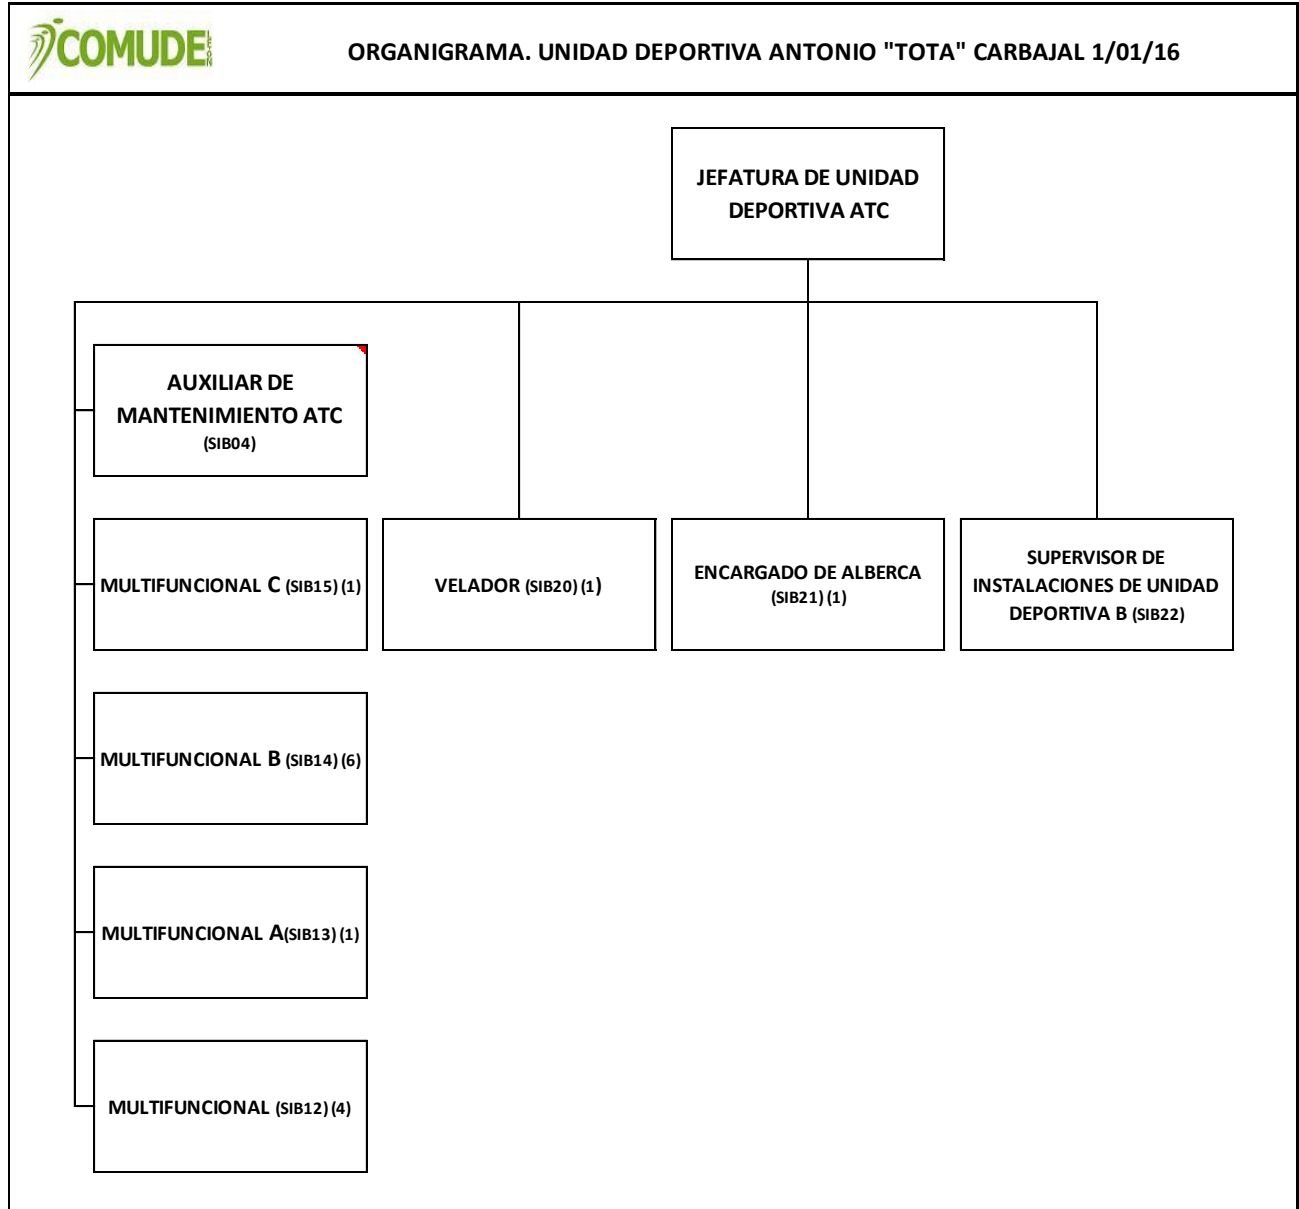 COMUDE
ORGANIGRAMA. UNIDAD DEPORTIVA ANTONIO "TOTA" CARBAJAL 1/01/16
JEFATURA DE UNIDAD
DEPORTIVA ATC
AUXILIAR DE
MANTENIMIENTO ATC
(SIB04)
MULTIFUNCIONAL C (SIB15) (1)
VELADOR (SIB20) (1)
ENCARGADO DE ALBERCA
(SIB21) (1)
SUPERVISOR DE
INSTALACIONES DE UNIDAD
DEPORTIVA B (SIB22)
MULTIFUNCIONAL B (SIB14) (6)
MULTIFUNCIONAL A(SIB13) (1)
MULTIFUNCIONAL (SIB12) (4)